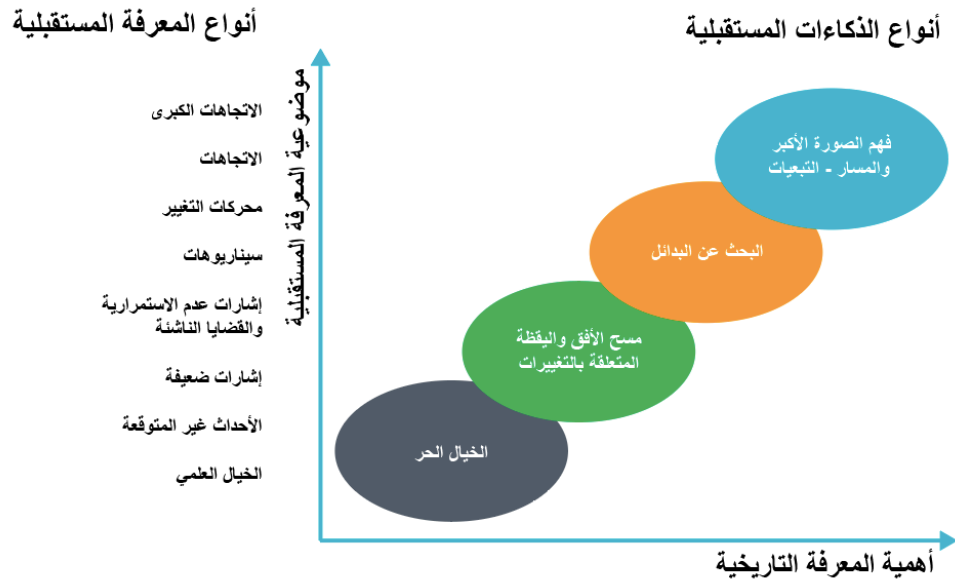 أنواع الذكاءات المستقبلية
أنواع المعرفة المستقبلية
الاتجاهات الكبرى
الاتجاهات
محركات التغيير
سيناريوهات
إشارات عدم الاستمرارية
والقضايا الناشئة
إشارات ضعيفة
الأحداث غير المتوقعة
الخيال العلمي
موضوعية المعرفة المستقبلية
فهم الصورة الأكبر
والمسار - التبعيات
البحث عن البدائل
مسح الأفق واليقظة
المتعلقة بالتغييرات
الخيال الحر
أهمية المعرفة التاريخية